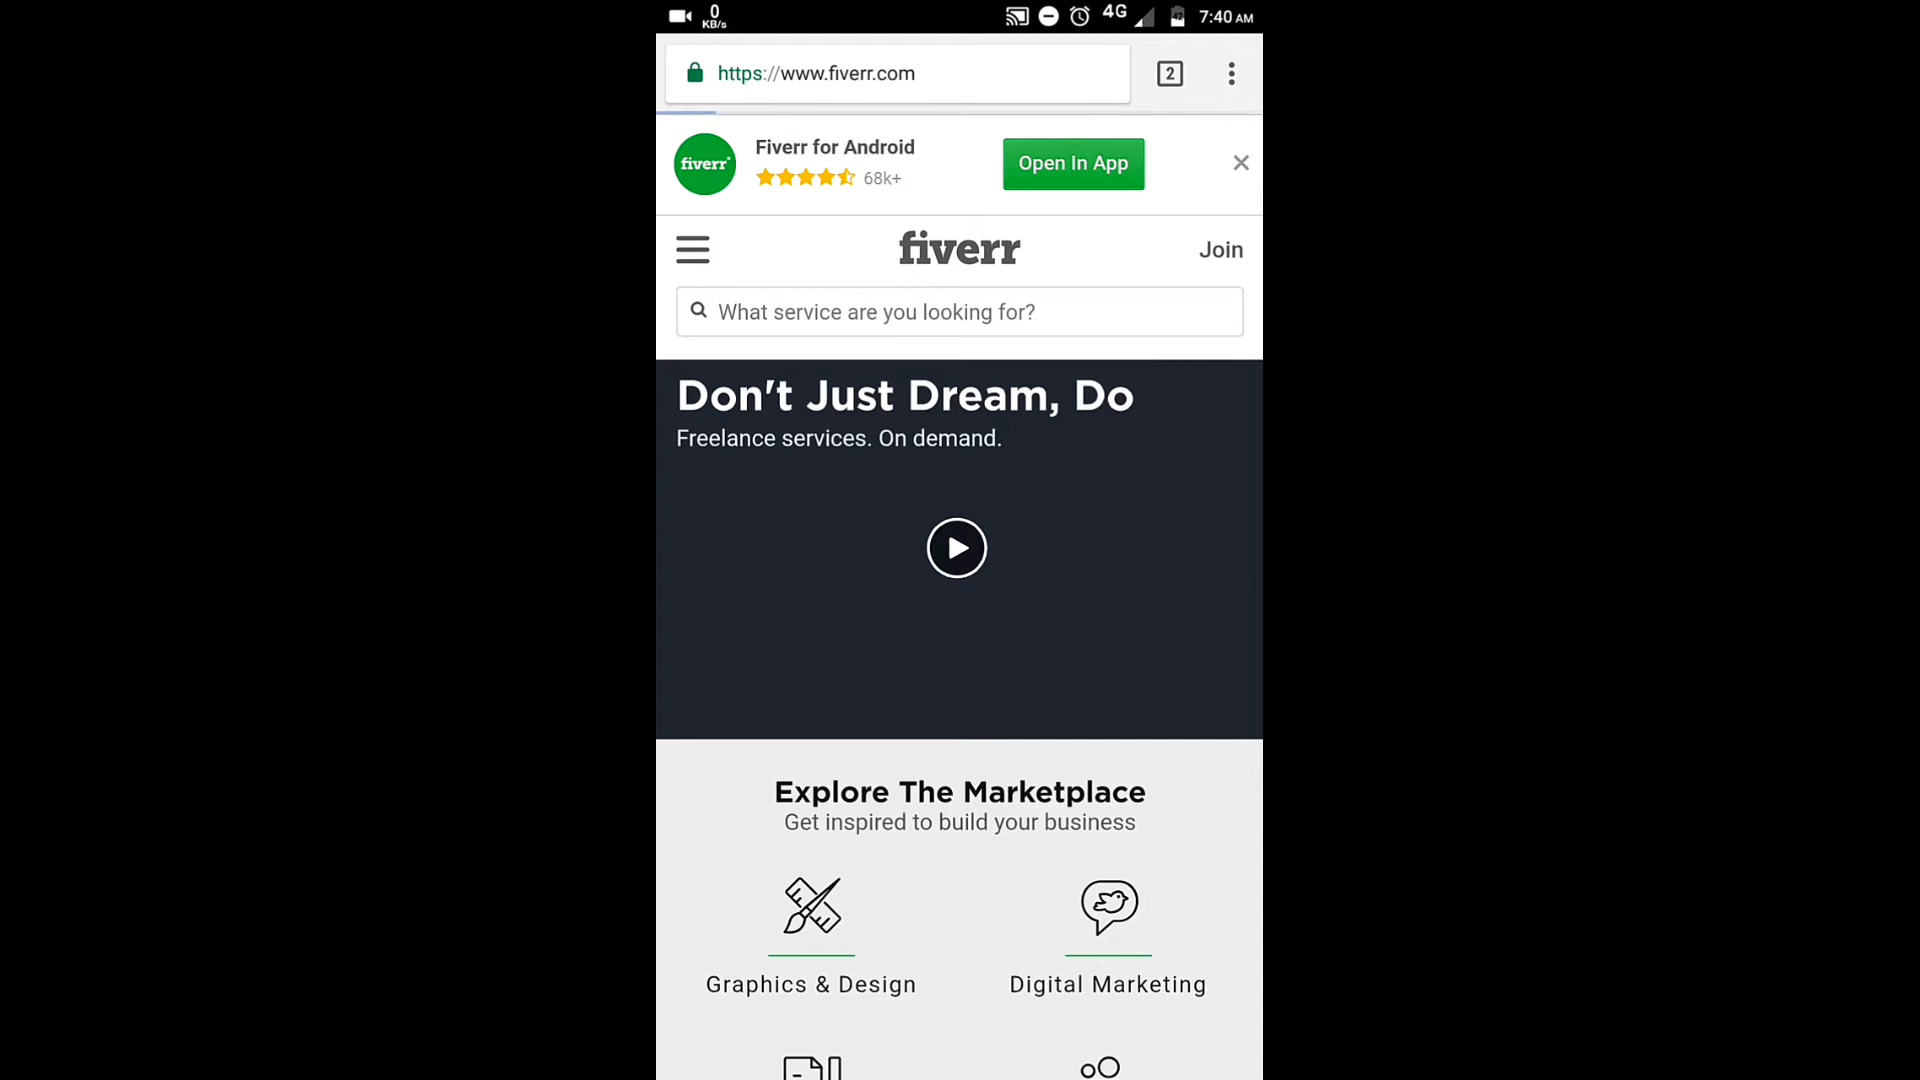 0
KB/s
4G
42
7:40 AM
https://www.fiverr.com
2
fiverr
Fiverr for Android
68k+
Open In App
fiverr
Join
What service are you looking for?
Don't Just Dream, Do
Freelance services. On demand.
Explore The Marketplace
Get inspired to build your business
Graphics & Design
Digital Marketing